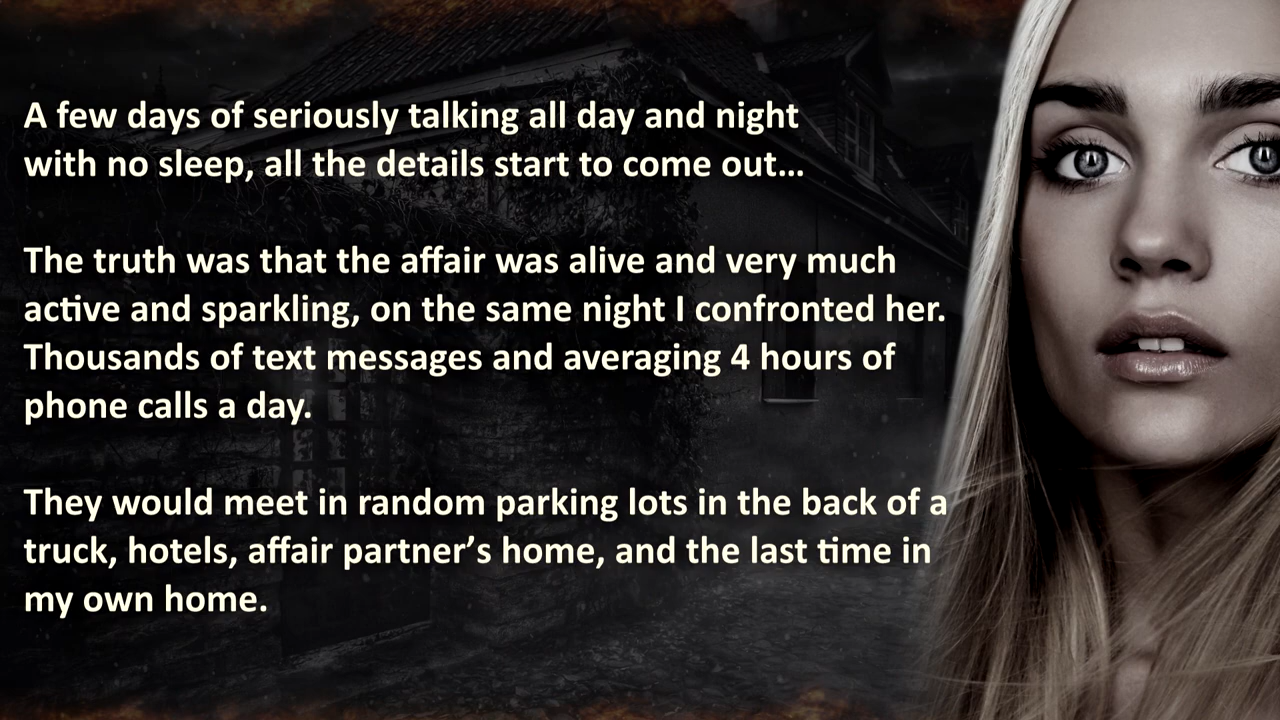 A few days of seriously talking all day and night
with no sleep, all the details start to come out…
The truth was that the affair was alive and very much
active and sparkling, on the same night I confronted her.
Thousands of text messages and averaging 4 hours of
phone calls a day.
They would meet in random parking lots in the back of a
truck, hotels, affair partner’s home, and the last time in
my own home.